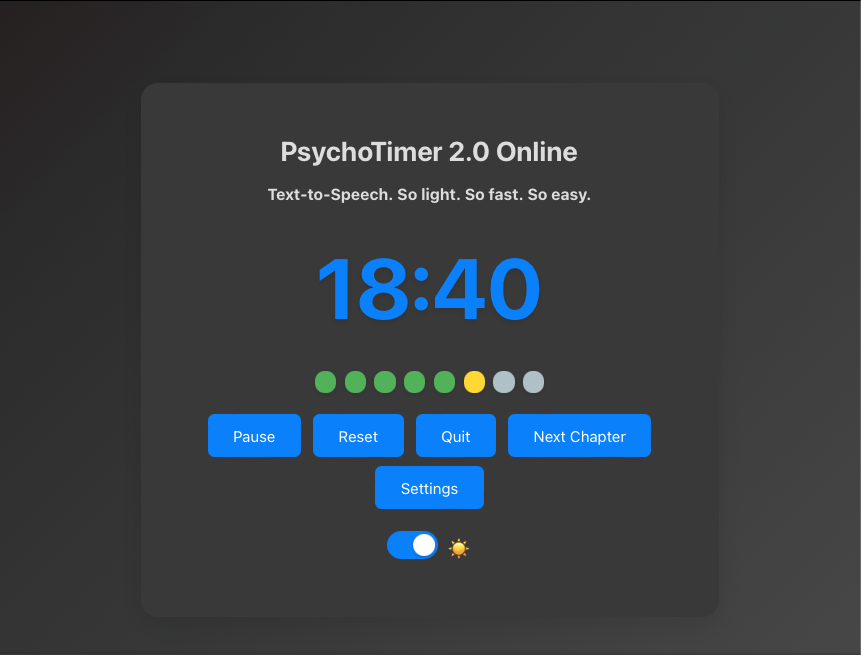 PsychoTimer 2.0 Online
Text-to-Speech. So light. So fast. So easy.
18:40
Pause Reset Quit Next Chapter
Settings